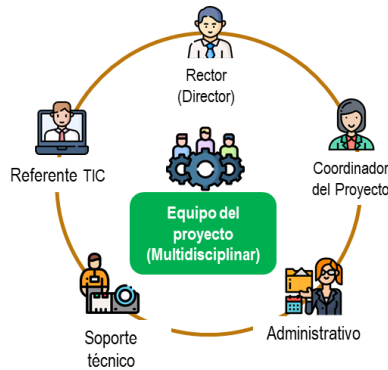 Rector
(Director)
Referente TIC
Coordinador
del Proyecto
Equipo del
proyecto
(Multidisciplinar)
Soporte
técnico
Administrativo